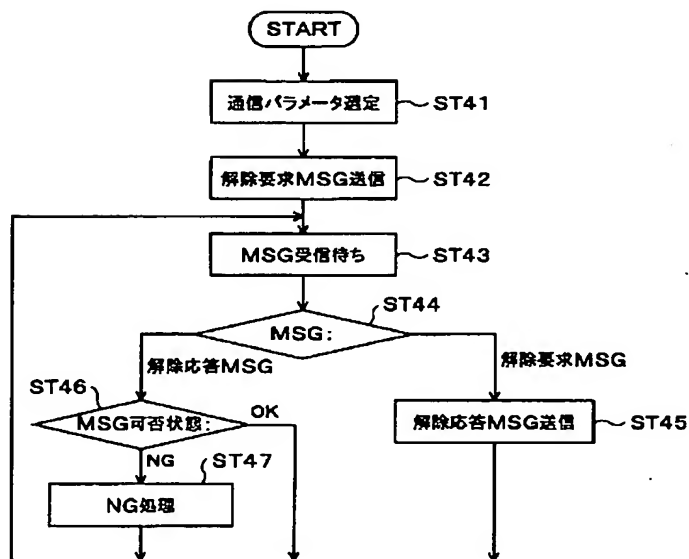 START
通信パラメータ選定
ST41
解除要求MSG送信
ST42
MSG受信待ち
ST43
ST44
MSG:
解除応答MSG
解除要求MSG
ST46
MSG可否状態:
OK
解除応答MSG送信
ST45
NG
ST47
NG処理